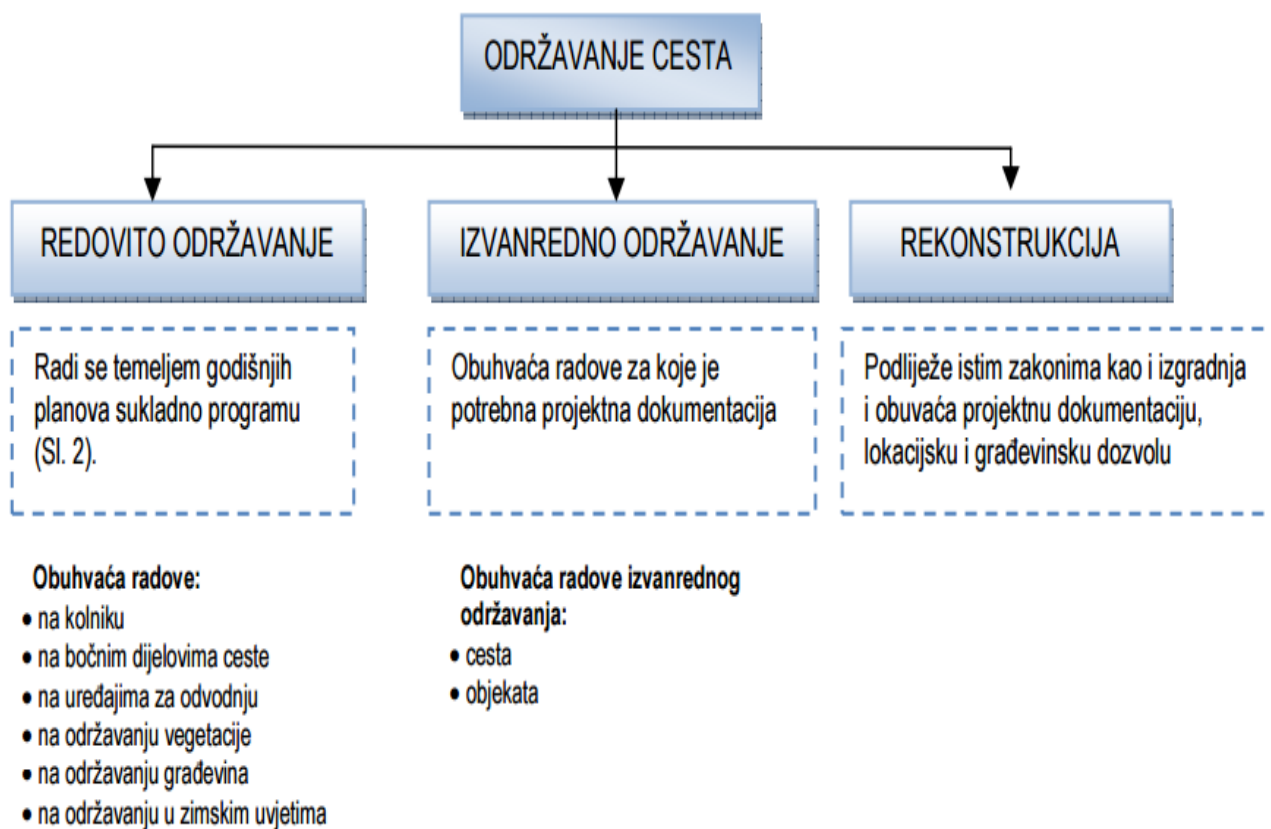 ODRŽAVANJE CESTA
REDOVITO ODRŽAVANJE
IZVANREDNO ODRŽAVANJE
REKONSTRUKCIJA
Radi se temeljem godišnjih
planova sukladno programu
(Sl. 2).
Obuhvaća radove za koje je
potrebna projektna dokumentacija
Podliježe istim zakonima kao i izgradnja
i obuvaća projektnu dokumentaciju,
lokacijsku i građevinsku dozvolu
Obuhvaća radove:
• na kolniku
• na bočnim dijelovima ceste
• na uređajima za odvodnju
• na održavanju vegetacije
• na održavanju građevina
• na održavanju u zimskim uvjetima
Obuhvaća radove izvanrednog
održavanja:
• cesta
• objekata